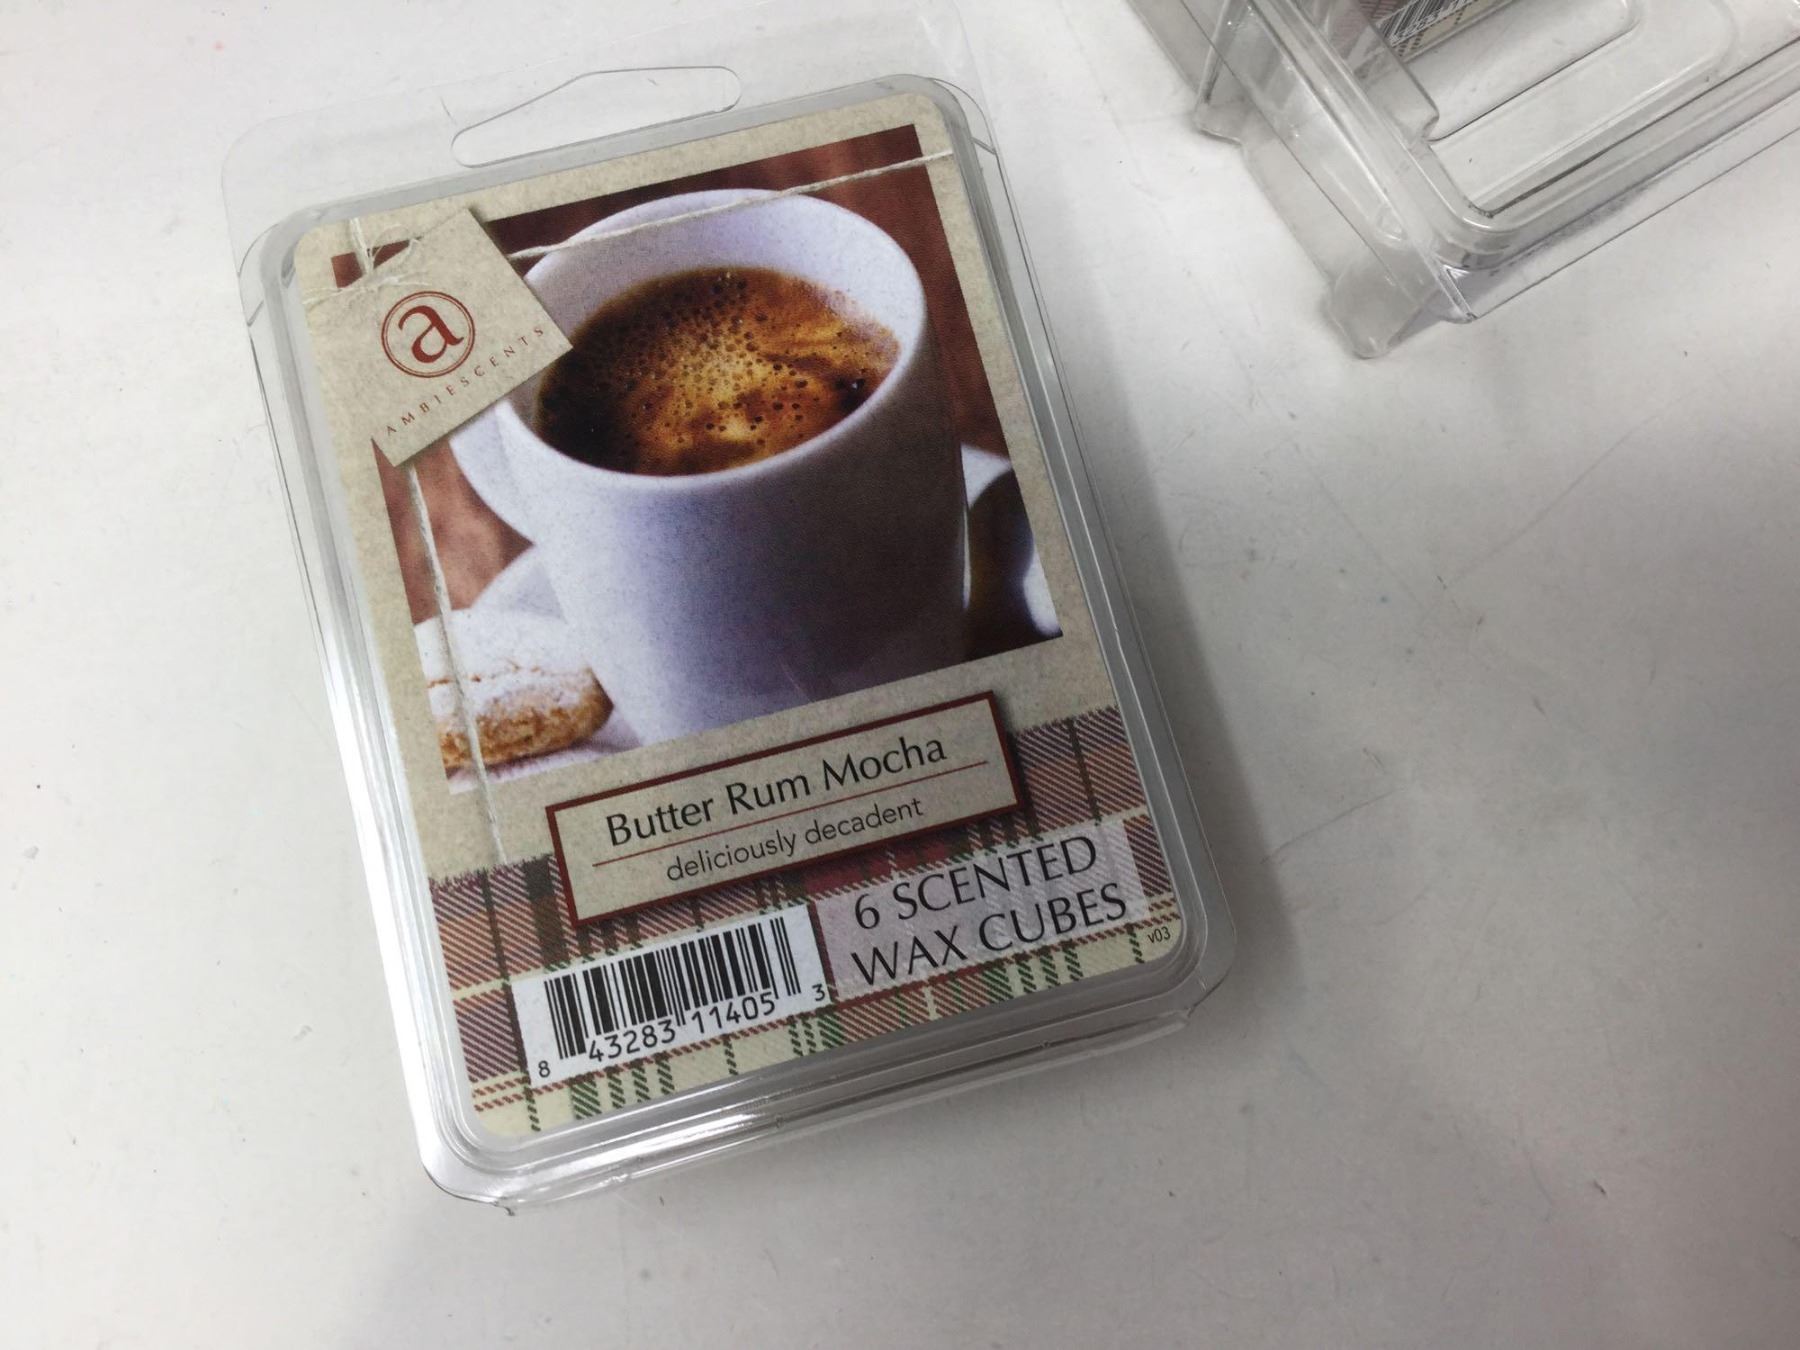 a
AMBIESCENTS
Butter Rum Mocha
deliciously decadent
6 SCENTED
WAX CUBES
v03
8 43283 11405 3